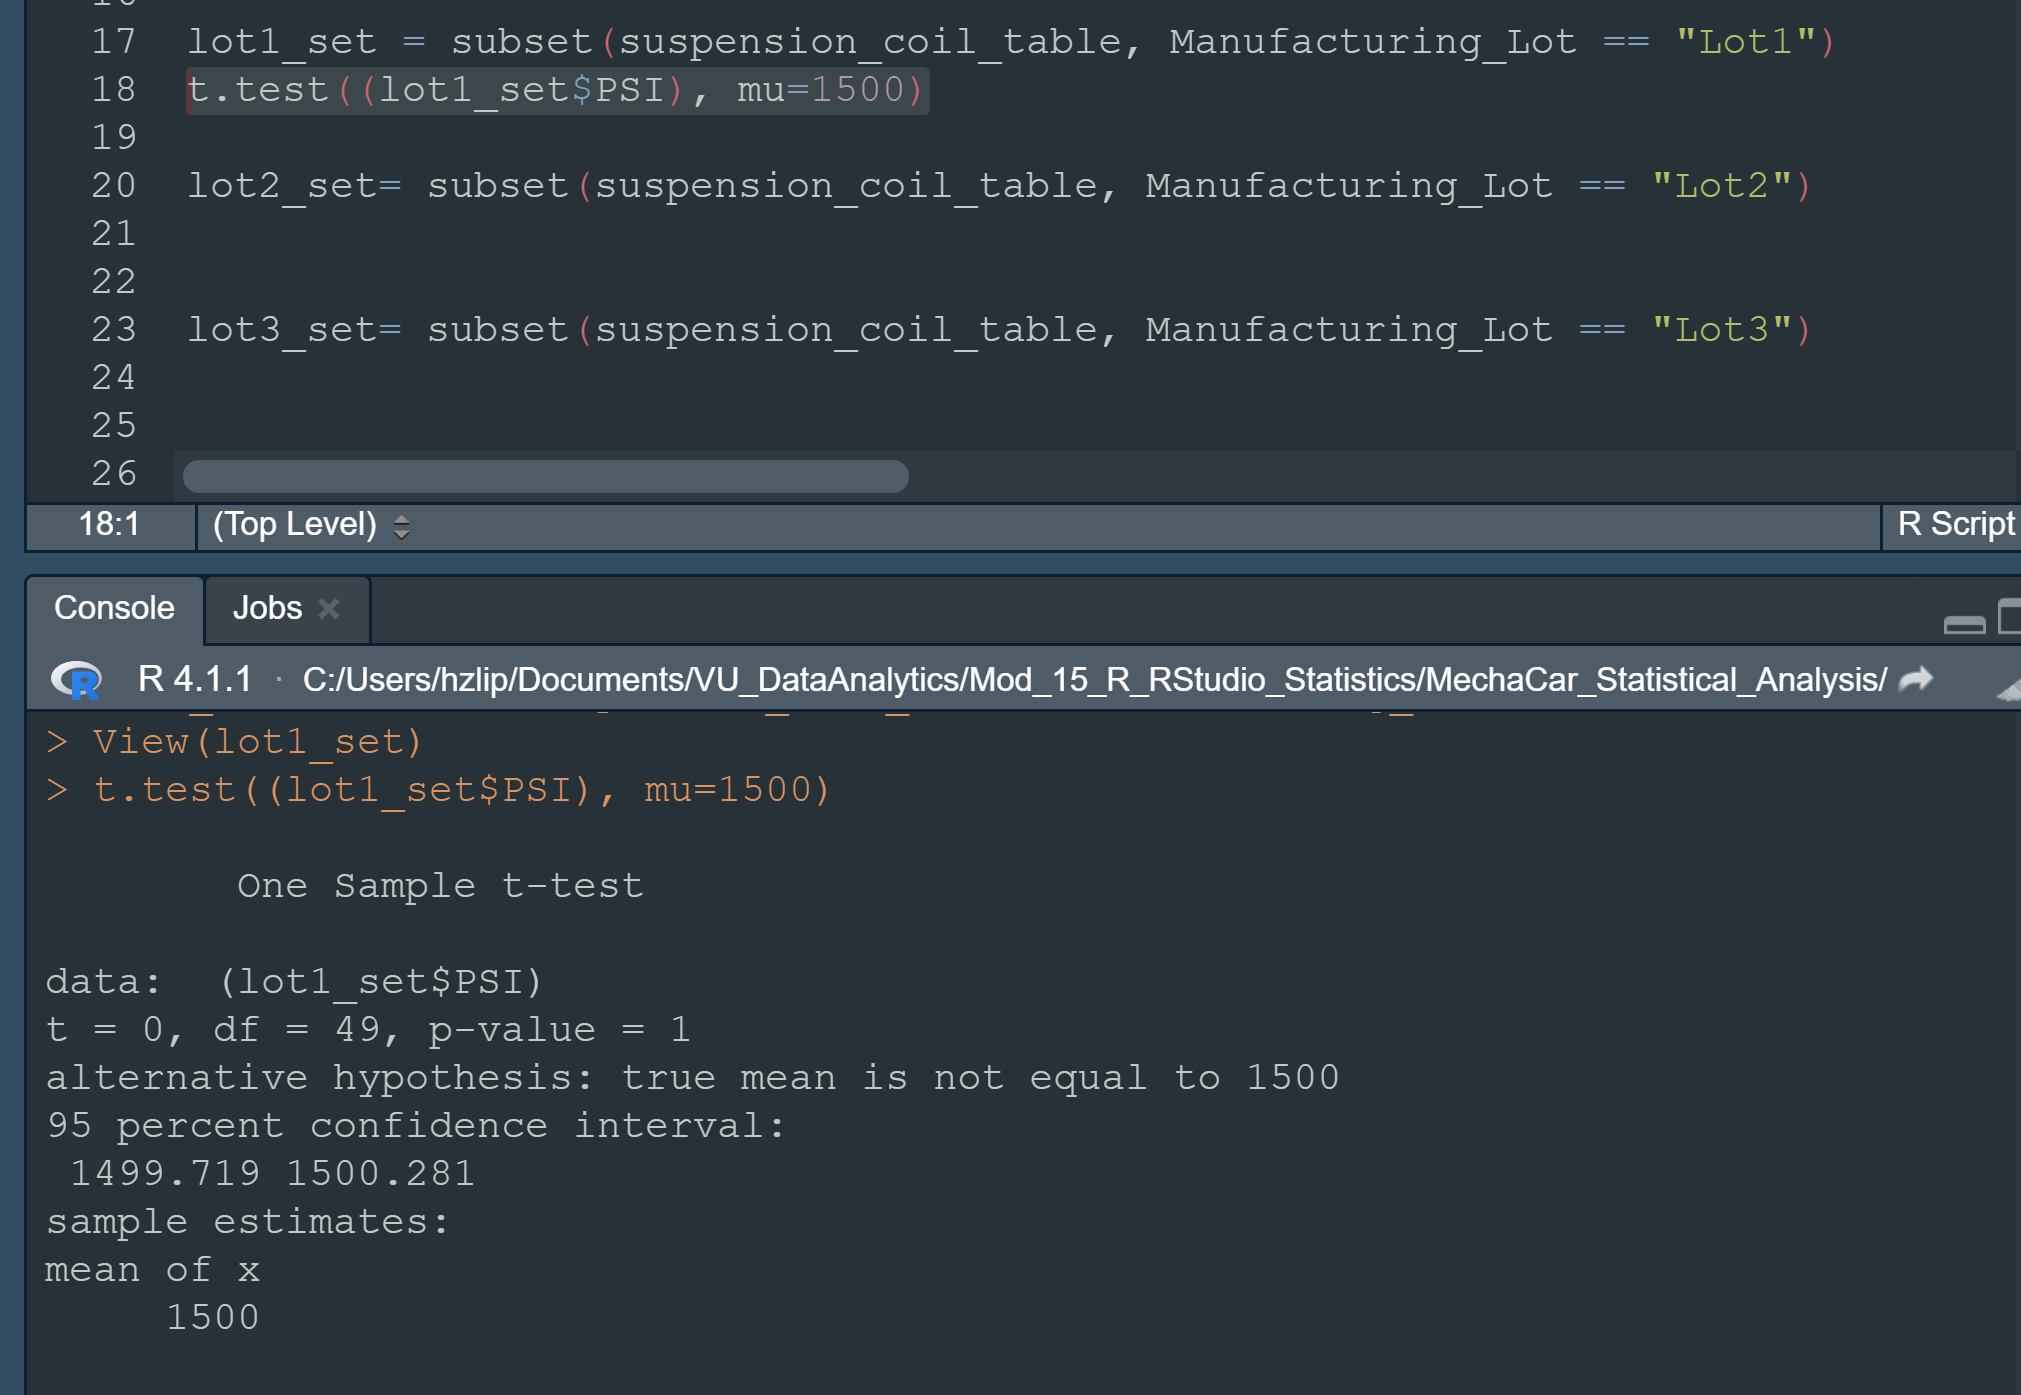 17 lot1_set = subset(suspension_coil_table, Manufacturing_Lot == "Lot1")
18 t.test((lot1_set$PSI), mu=1500)
19
20 lot2_set= subset(suspension_coil_table, Manufacturing_Lot == "Lot2")
21
22
23 lot3_set= subset(suspension_coil_table, Manufacturing_Lot == "Lot3")
24
25
26
18:1 (Top Level) R Script
Console Jobs
R 4.1.1 · C:/Users/hzlip/Documents/VU_DataAnalytics/Mod_15_R_RStudio_Statistics/MechaCar_Statistical_Analysis/
> View(lot1_set)
> t.test((lot1_set$PSI), mu=1500)
One Sample t-test
data:  (lot1_set$PSI)
t = 0, df = 49, p-value = 1
alternative hypothesis: true mean is not equal to 1500
95 percent confidence interval:
1499.719 1500.281
sample estimates:
mean of x
1500